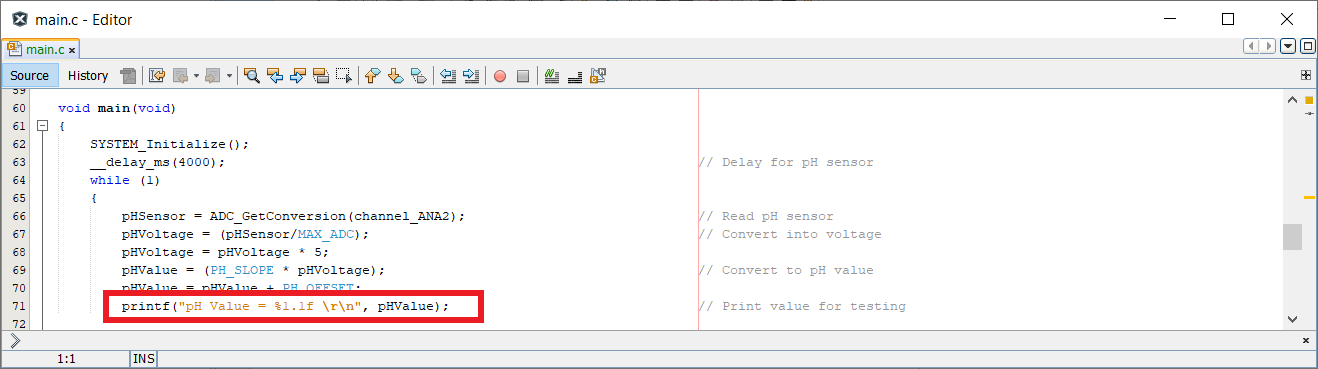 main.c - Editor
main.c
Source History
59
60 void main(void)
61 {
62 SYSTEM_Initialize();
63 __delay_ms(4000); // Delay for pH sensor
64 while (1)
65 {
66 pHSensor = ADC_GetConversion(channel_ANA2); // Read pH sensor
67 pHVoltage = (pHSensor/MAX_ADC); // Convert into voltage
68 pHVoltage = pHVoltage * 5;
69 pHValue = (PH_SLOPE * pHVoltage); // Convert to pH value
70 pHValue = pHValue + PH_OFFSET;
71 printf("pH Value = %1.1f \r\n", pHValue); // Print value for testing
72
1:1 INS